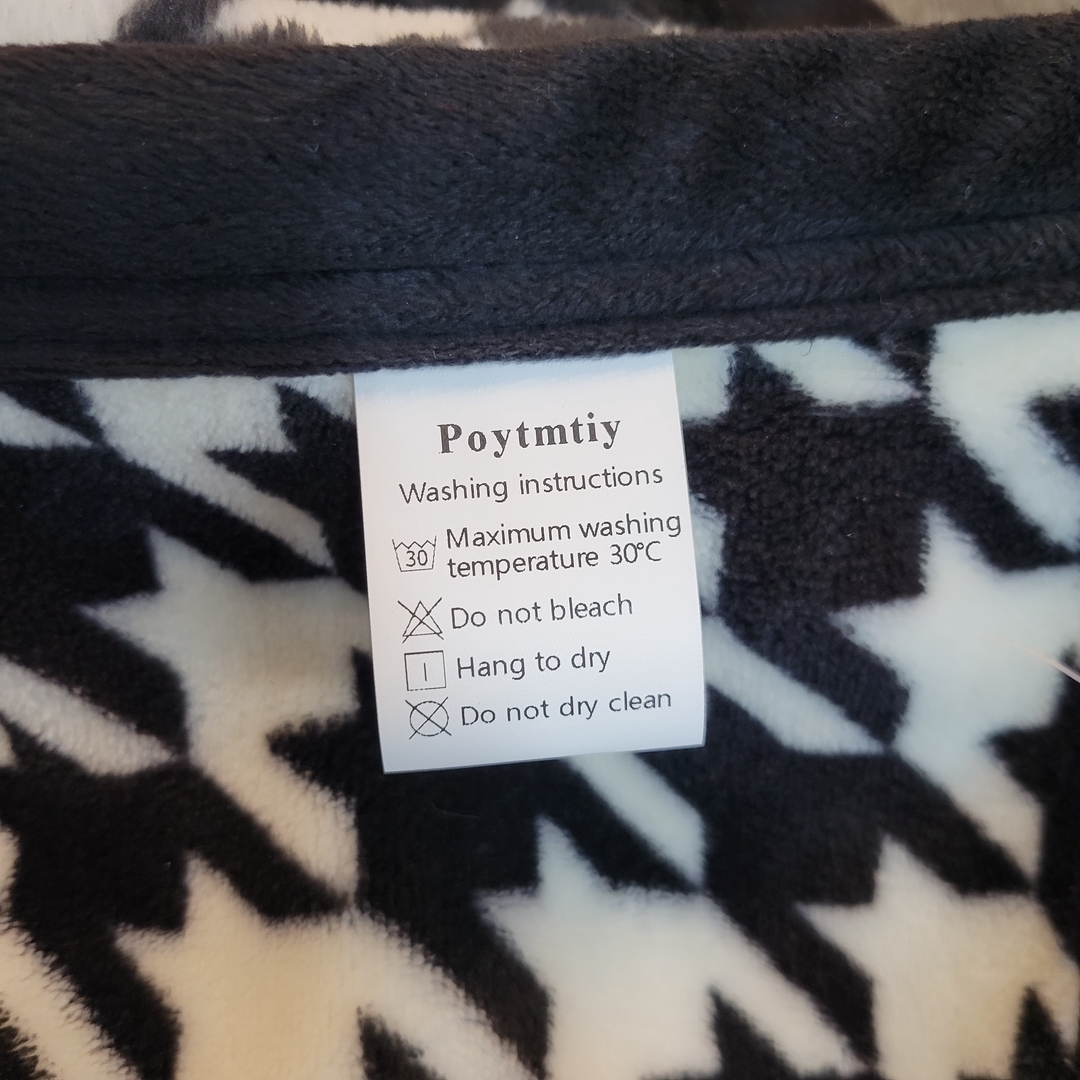 Poytmtiy
Washing instructions
30 Maximum washing
temperature 30°C
Do not bleach
Hang to dry
Do not dry clean